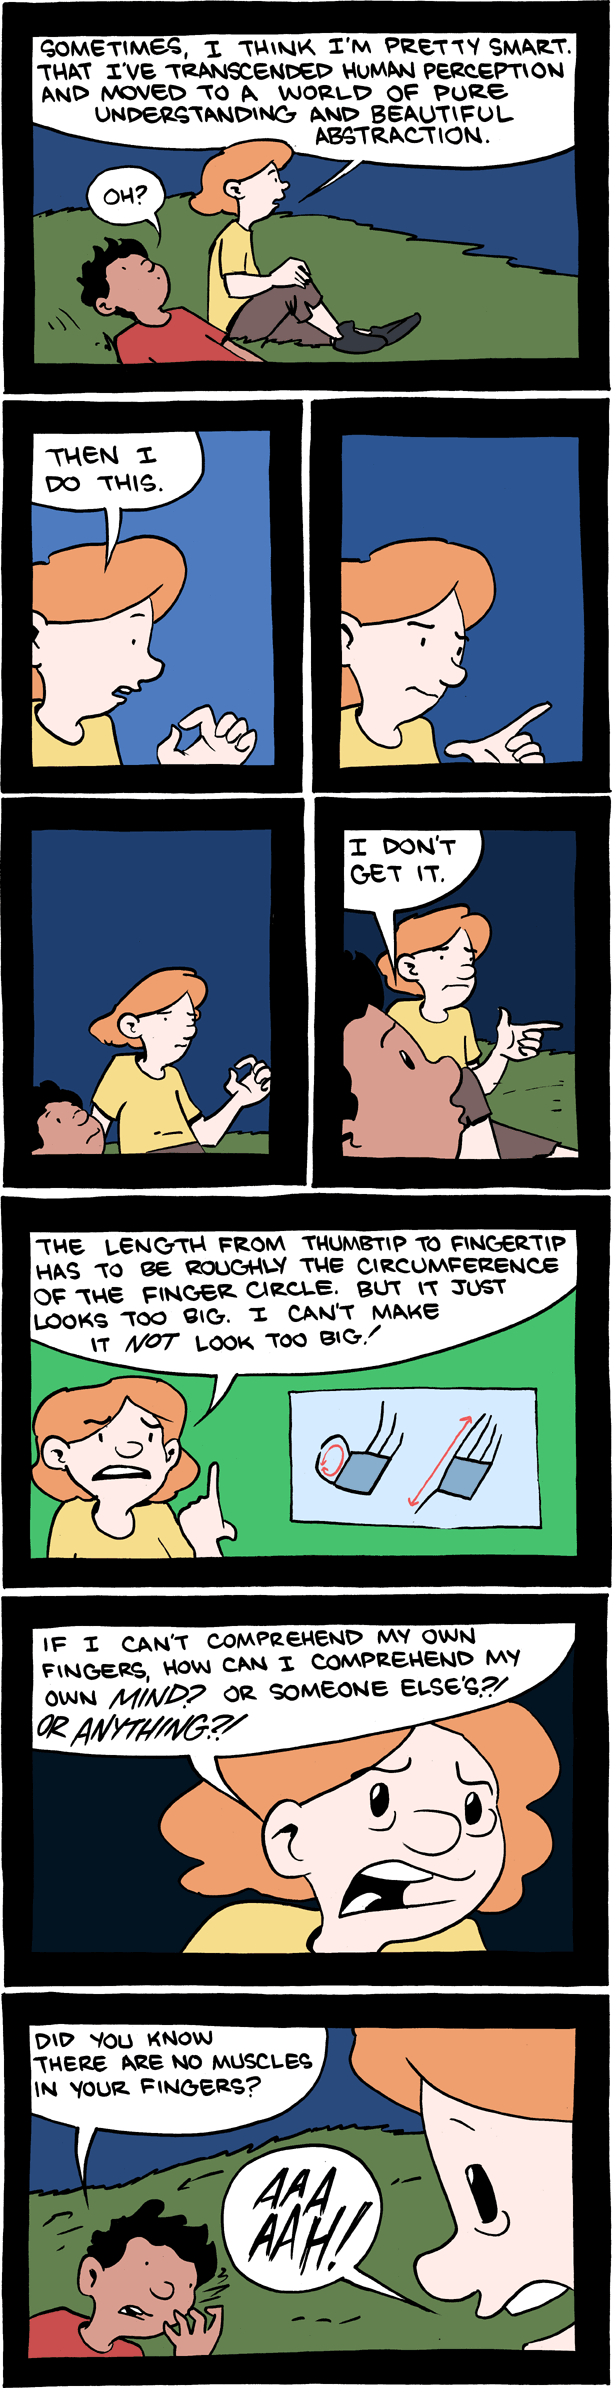 SOMETIMES, I THINK I'M PRETTY SMART.
THAT I'VE TRANSCENDED HUMAN PERCEPTION
AND MOVED TO A WORLD OF PURE
UNDERSTANDING AND BEAUTIFUL
ABSTRACTION.
OH?
THEN I
DO THIS.
I DON'T
GET IT.
THE LENGTH FROM THUMBTIP TO FINGERTIP
HAS TO BE ROUGHLY THE CIRCUMFERENCE
OF THE FINGER CIRCLE. BUT IT JUST
LOOKS TOO BIG. I CAN'T MAKE
IT NOT LOOK TOO BIG!
IF I CAN'T COMPREHEND MY OWN
FINGERS, HOW CAN I COMPREHEND MY
OWN MIND? OR SOMEONE ELSE'S?!
OR ANYTHING?!
DID YOU KNOW
THERE ARE NO MUSCLES
IN YOUR FINGERS?
AAA
AAH!